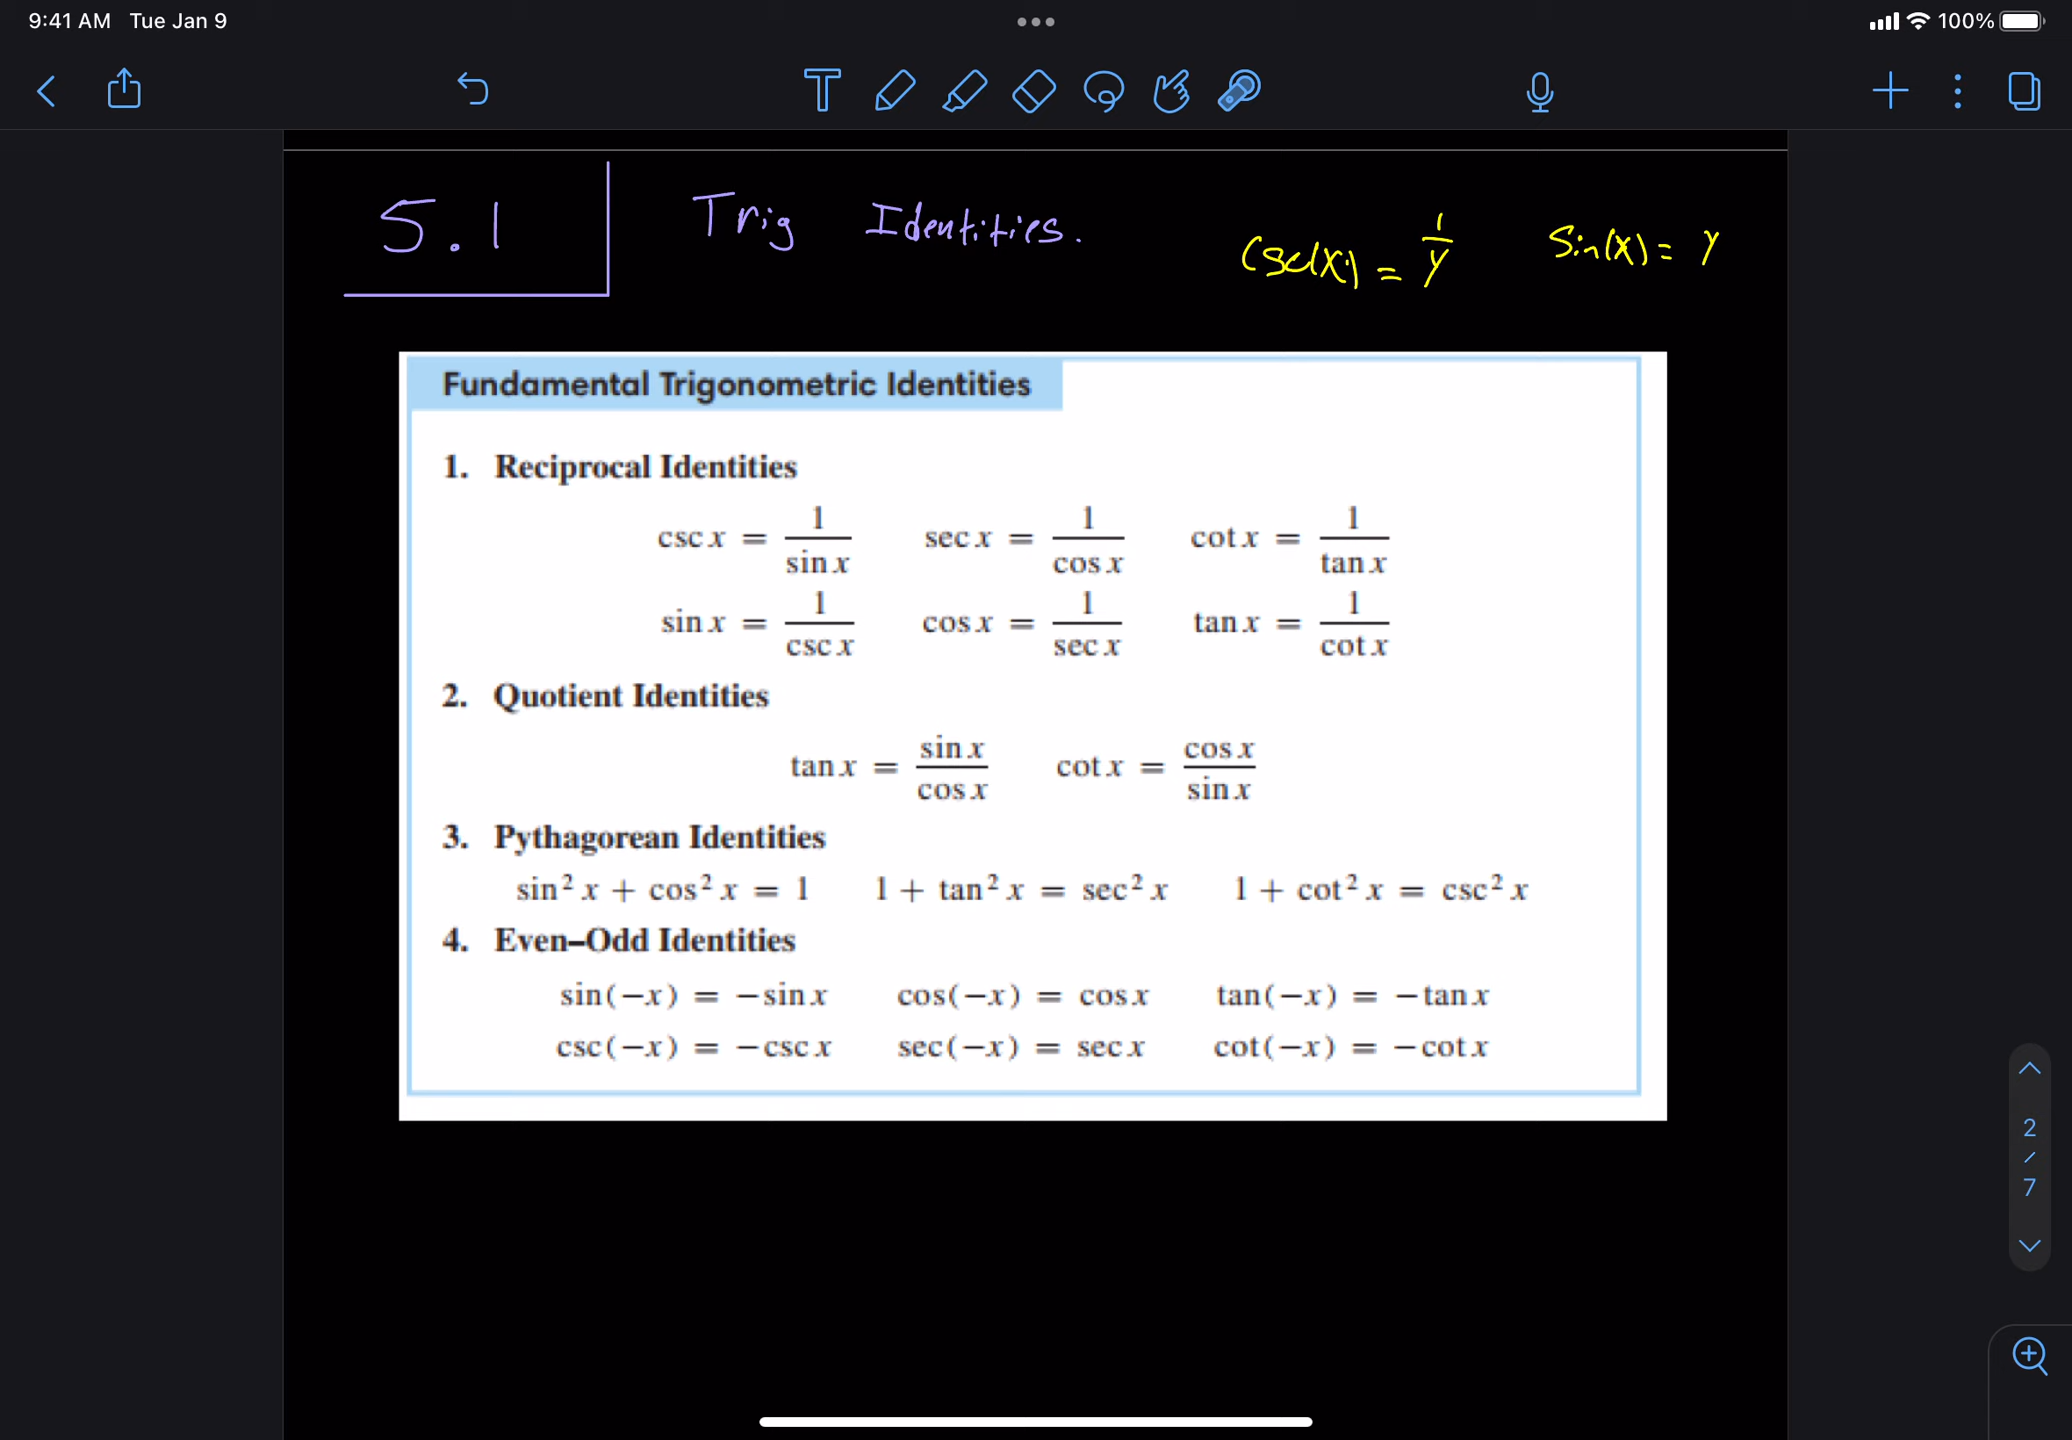 9:41 AM Tue Jan 9 100%
5.1 Trig Identities. csc(x) = 1/y sin(x) = y
Fundamental Trigonometric Identities
1. Reciprocal Identities
csc x = 1/sin x sec x = 1/cos x cot x = 1/tan x
sin x = 1/csc x cos x = 1/sec x tan x = 1/cot x
2. Quotient Identities
tan x = sin x/cos x cot x = cos x/sin x
3. Pythagorean Identities
sin² x + cos² x = 1 1 + tan² x = sec² x 1 + cot² x = csc² x
4. Even–Odd Identities
sin(−x) = −sin x cos(−x) = cos x tan(−x) = −tan x
csc(−x) = −csc x sec(−x) = sec x cot(−x) = −cot x
2
/
7